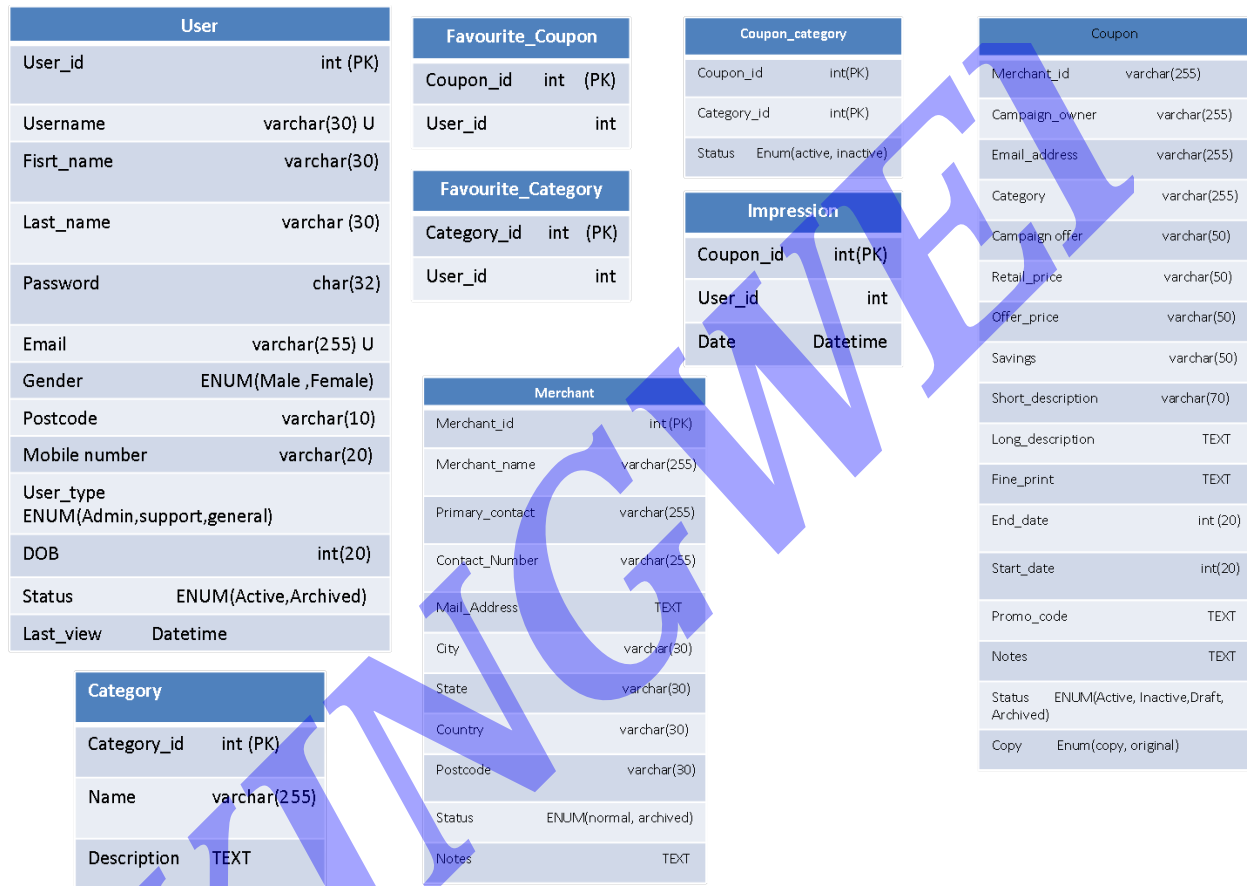 User
User_id int (PK)
Username varchar(30) U
Fisrt_name varchar(30)
Last_name varchar (30)
Password char(32)
Email varchar(255) U
Gender ENUM(Male ,Female)
Postcode varchar(10)
Mobile number varchar(20)
User_type
ENUM(Admin,support,general)
DOB int(20)
Status ENUM(Active,Archived)
Last_view Datetime
Category
Category_id int (PK)
Name varchar(255)
Description TEXT
Favourite_Coupon
Coupon_id int (PK)
User_id int
Favourite_Category
Category_id int (PK)
User_id int
Merchant
Merchant_id int (PK)
Merchant_name varchar(255)
Primary_contact varchar(255)
Contact_Number varchar(255)
Mail_Address TEXT
City varchar(30)
State varchar(30)
Country varchar(30)
Postcode varchar(30)
Status ENUM(normal, archived)
Notes TEXT
Coupon_category
Coupon_id int(PK)
Category_id int(PK)
Status Enum(active, inactive)
Impression
Coupon_id int(PK)
User_id int
Date Datetime
Coupon
Merchant_id varchar(255)
Campaign_owner varchar(255)
Email_address varchar(255)
Category varchar(255)
Campaign offer varchar(50)
Retail_price varchar(50)
Offer_price varchar(50)
Savings varchar(50)
Short_description varchar(70)
Long_description TEXT
Fine_print TEXT
End_date int (20)
Start_date int(20)
Promo_code TEXT
Notes TEXT
Status ENUM(Active, Inactive,Draft,
Archived)
Copy Enum(copy, original)